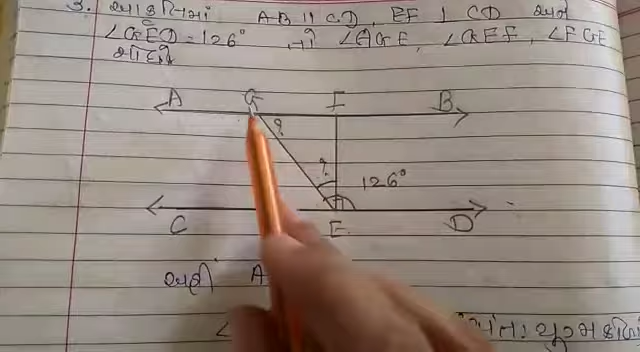 3. આકૃતિમાં AB || CD, EF ⊥ CD અને
∠GED = 126° તો ∠AGE, ∠GEF, ∠FGE
શોધો
A G F B
?
? 126°
C E D
અહીં A
∠